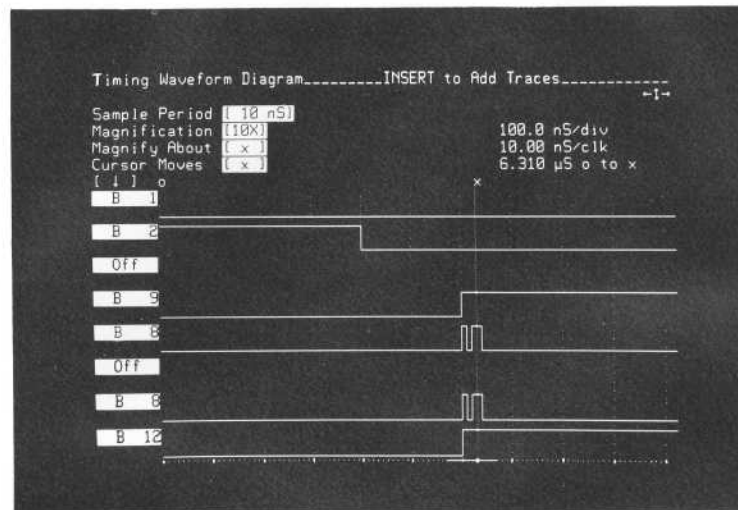 Timing Waveform Diagram_________INSERT to Add Traces____________
←↕→
Sample Period [ 10 nS]
Magnification [10X] 100.0 nS/div
Magnify About [ x ] 10.00 nS/clk
Cursor Moves [ x ] 6.310 µS o to x
[ ↓ ] o x
B 1
B 2
Off
B 9
B 8
Off
B 8
B 12